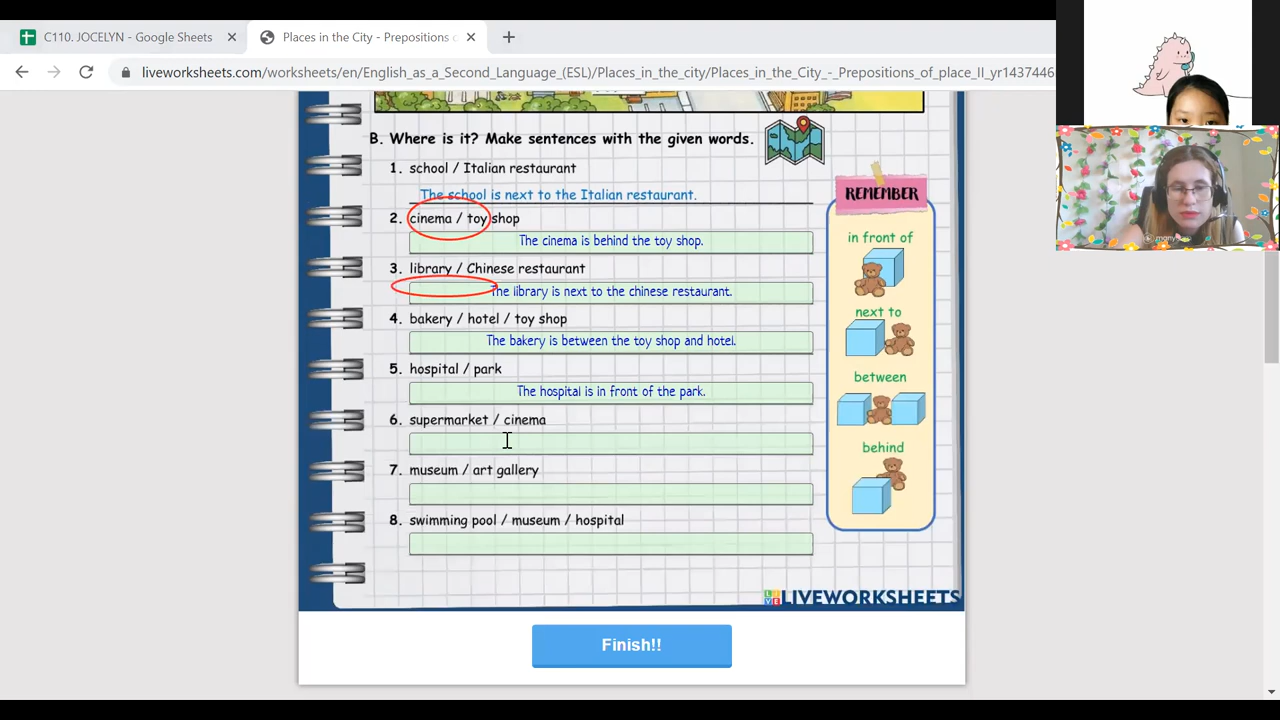 C110. JOCELYN - Google Sheets
Places in the City - Prepositions o
liveworksheets.com/worksheets/en/English_as_a_Second_Language_(ESL)/Places_in_the_city/Places_in_the_City_-_Prepositions_of_place_II_yr1437446
B. Where is it? Make sentences with the given words.
1. school / Italian restaurant
The school is next to the Italian restaurant.
2. cinema / toy shop
The cinema is behind the toy shop.
3. library / Chinese restaurant
The library is next to the chinese restaurant.
4. bakery / hotel / toy shop
The bakery is between the toy shop and hotel.
5. hospital / park
The hospital is in front of the park.
6. supermarket / cinema
7. museum / art gallery
8. swimming pool / museum / hospital
REMEMBER
in front of
next to
between
behind
LIVE
LIVEWORKSHEETS
Finish!!